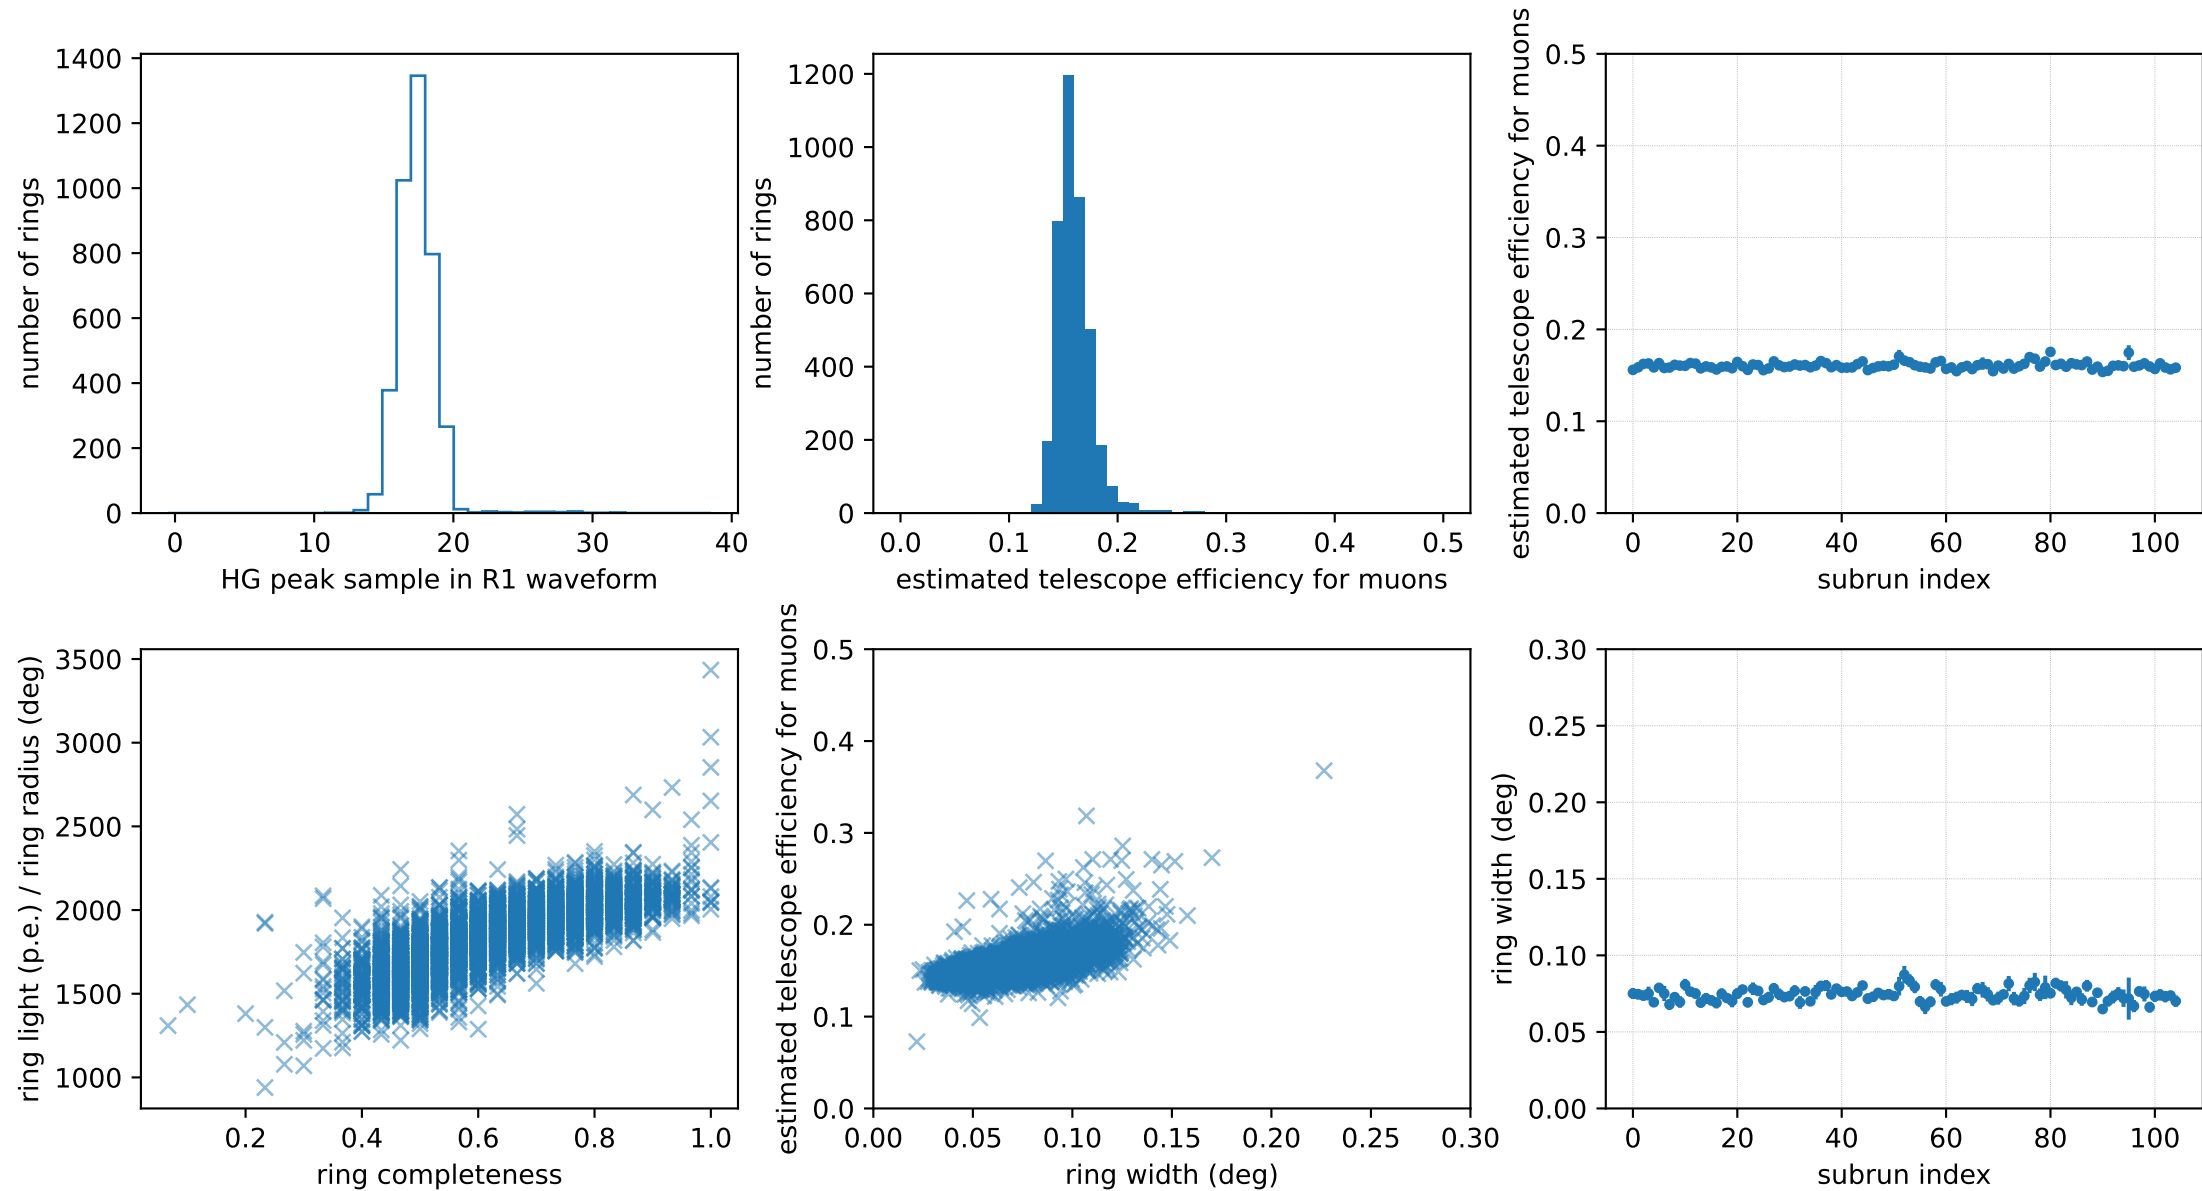 1400
1200
1000
800
600
400
200
0
number of rings
0 10 20 30 40
HG peak sample in R1 waveform
1200
1000
800
600
400
200
0
number of rings
0.0 0.1 0.2 0.3 0.4 0.5
estimated telescope efficiency for muons
0.5
0.4
0.3
0.2
0.1
0.0
estimated telescope efficiency for muons
0 20 40 60 80 100
subrun index
3500
3000
2500
2000
1500
1000
ring light (p.e.) / ring radius (deg)
0.2 0.4 0.6 0.8 1.0
ring completeness
0.5
0.4
0.3
0.2
0.1
0.0
estimated telescope efficiency for muons
0.00 0.05 0.10 0.15 0.20 0.25 0.30
ring width (deg)
0.30
0.25
0.20
0.15
0.10
0.05
0.00
ring width (deg)
0 20 40 60 80 100
subrun index